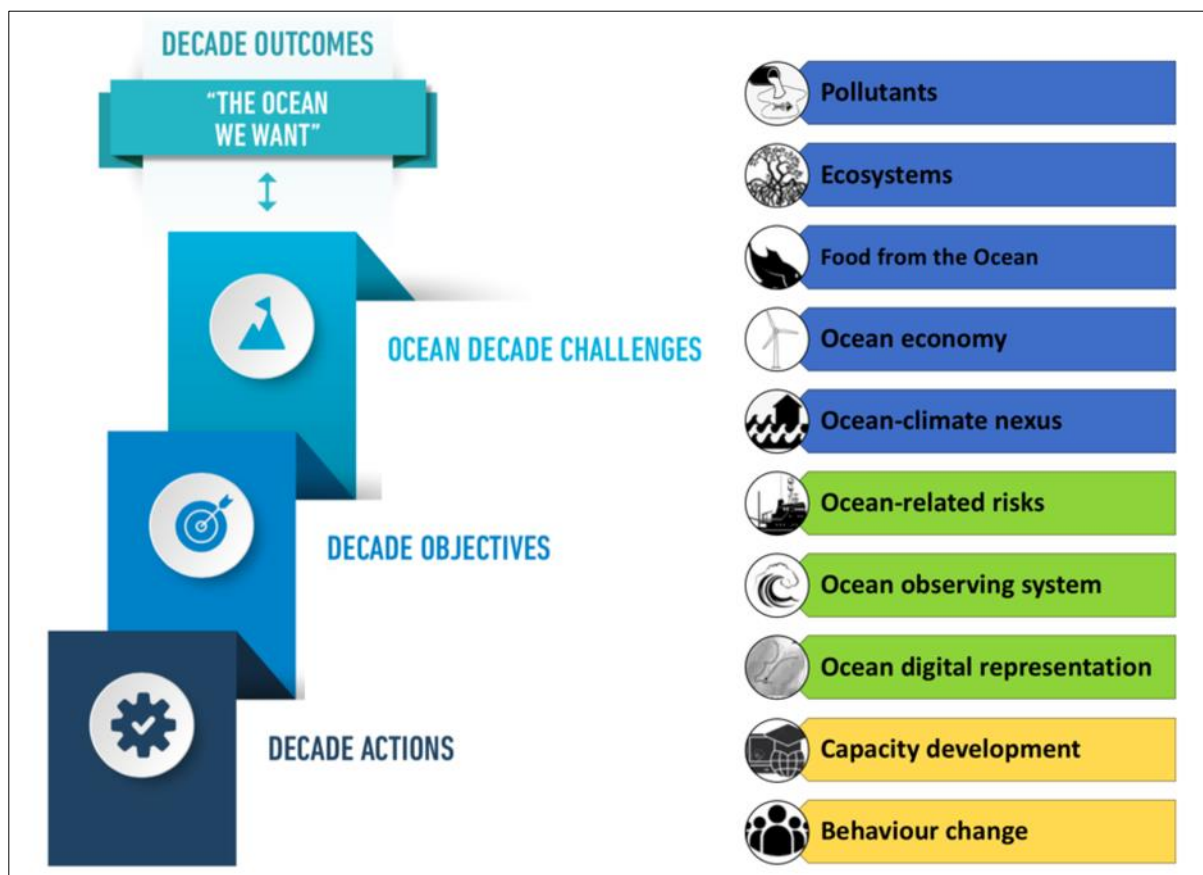 DECADE OUTCOMES
“THE OCEAN
WE WANT”
OCEAN DECADE CHALLENGES
DECADE OBJECTIVES
DECADE ACTIONS
Pollutants
Ecosystems
Food from the Ocean
Ocean economy
Ocean-climate nexus
Ocean-related risks
Ocean observing system
Ocean digital representation
Capacity development
Behaviour change